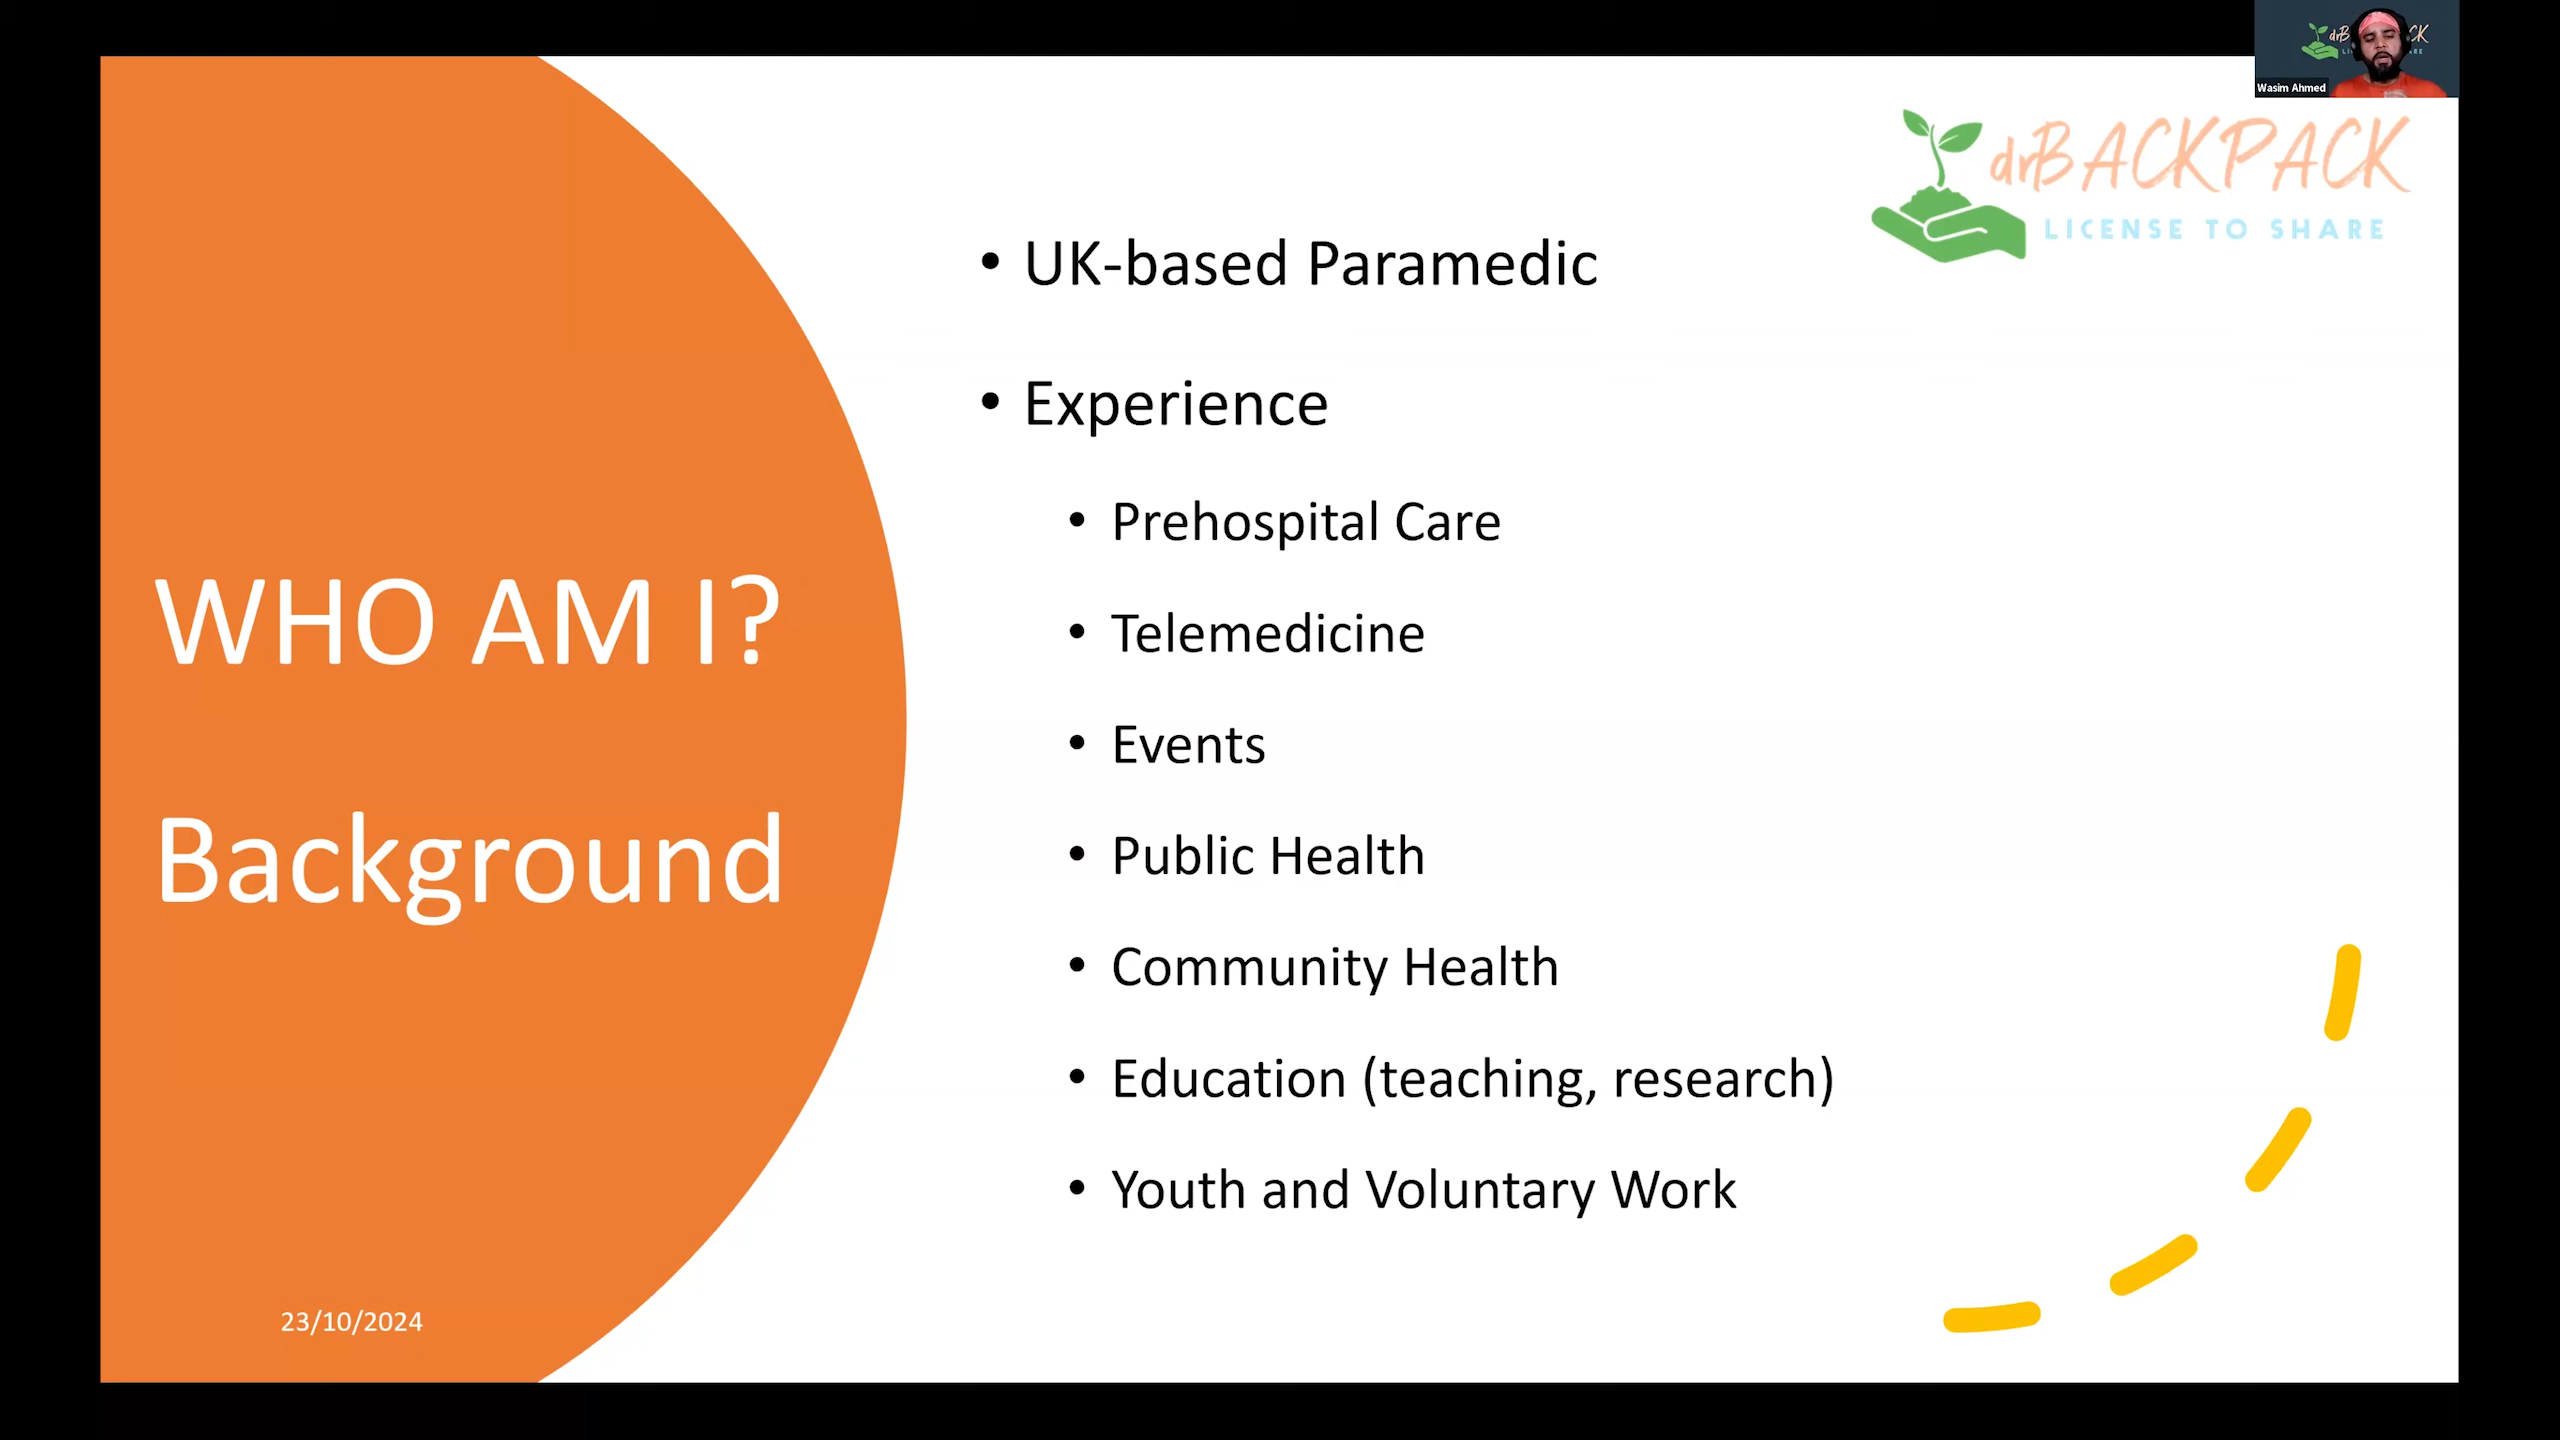 Wasim Ahmed
drBACKPACK
LICENSE TO SHARE
WHO AM I?
Background
23/10/2024
• UK-based Paramedic
• Experience
• Prehospital Care
• Telemedicine
• Events
• Public Health
• Community Health
• Education (teaching, research)
• Youth and Voluntary Work